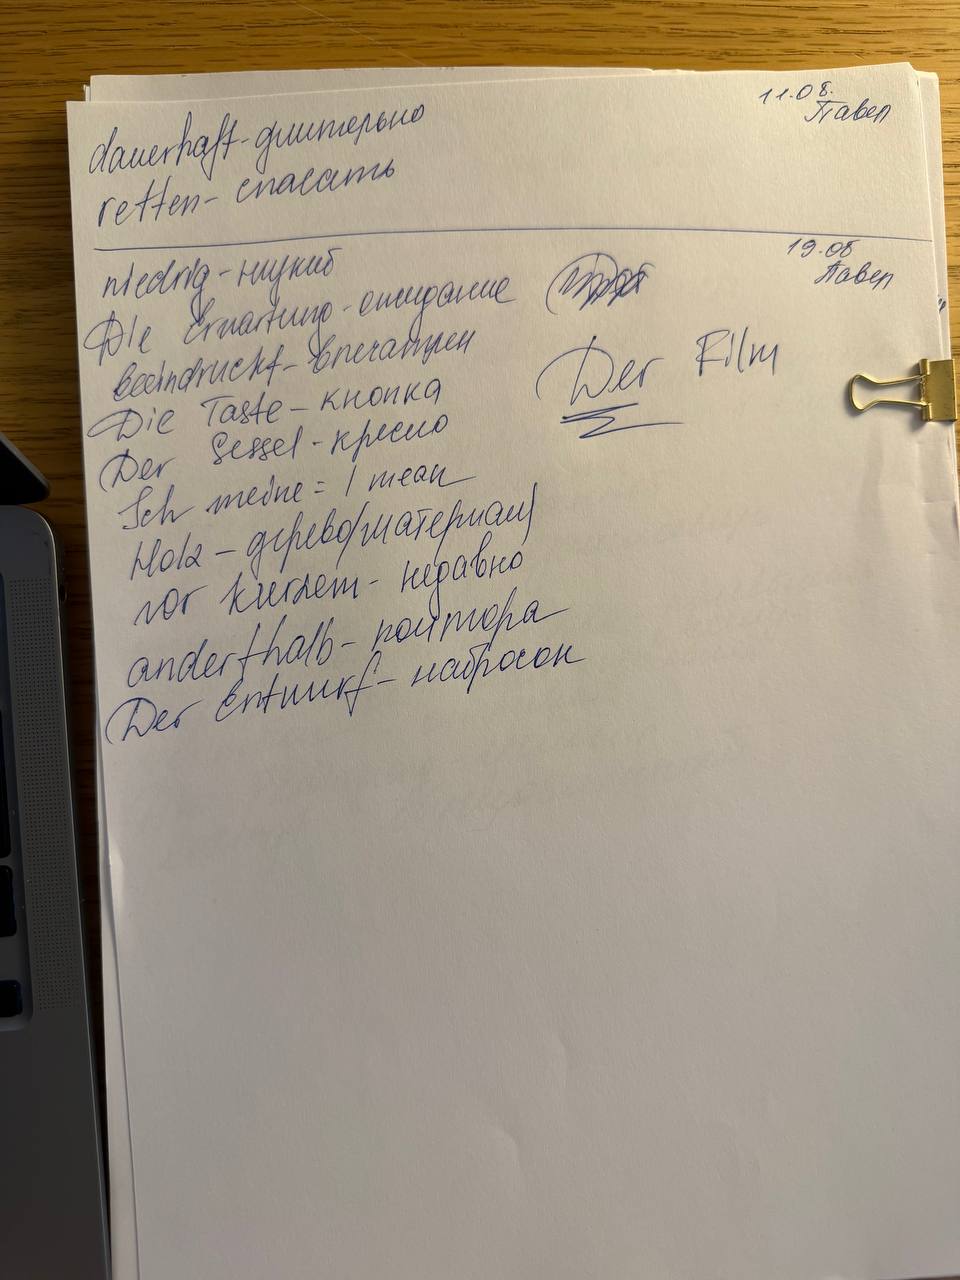 11.08.
Павел
dauerhaft - длительно
retten - спасать
19.08
Павел
niedrig - низкий
Die Erwartung - ожидание
beeindruckt - впечатлен
Der Film
Die Taste - кнопка
Der Sessel - кресло
Ich meine = I mean
Holz - дерево (материал)
vor kurzem - недавно
anderthalb - полтора
Der Entwurf - набросок